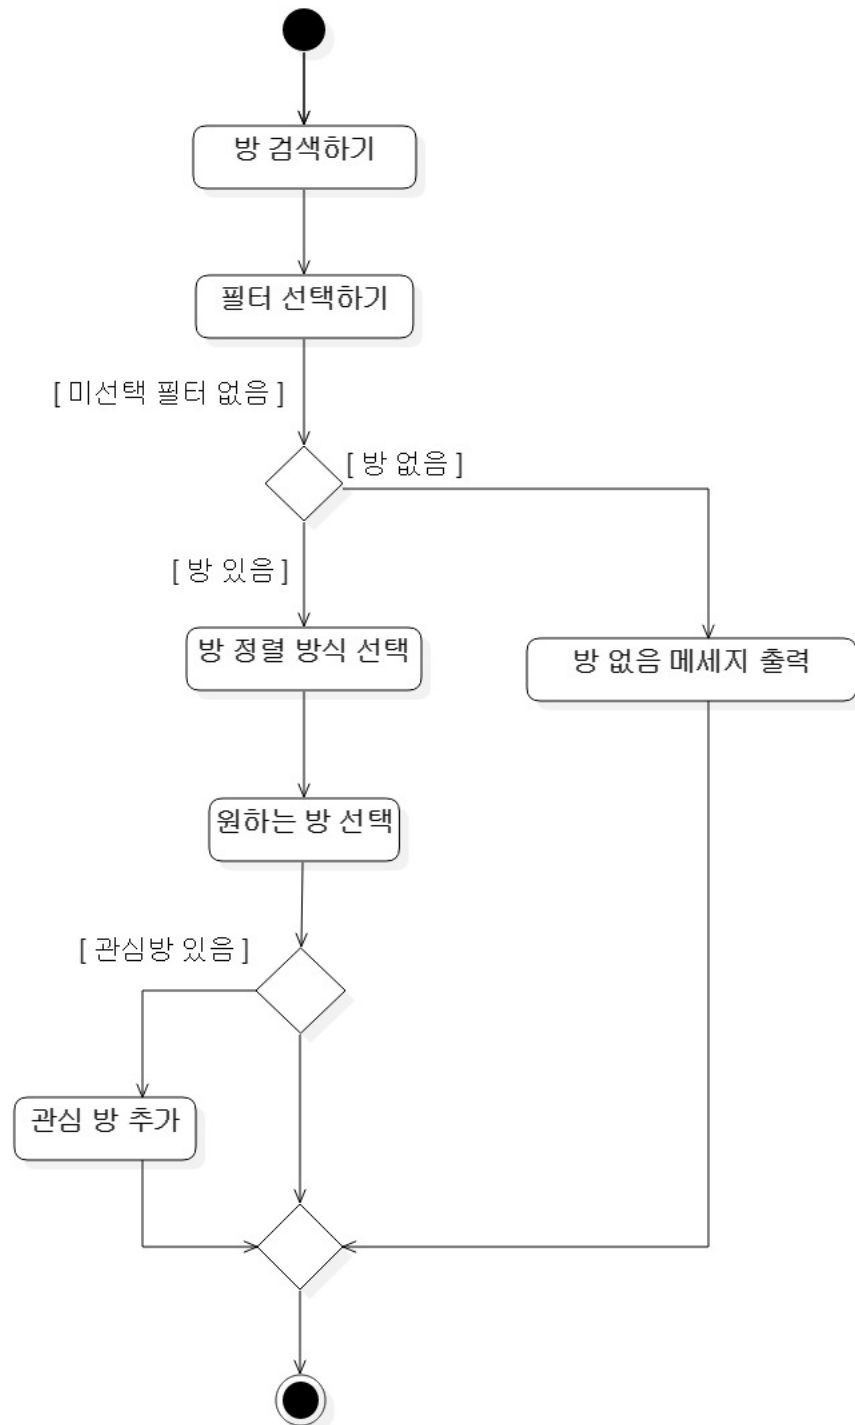 방 검색하기
필터 선택하기
[ 미선택 필터 없음 ]
[ 방 없음 ]
[ 방 있음 ]
방 정렬 방식 선택
방 없음 메세지 출력
원하는 방 선택
[ 관심방 있음 ]
관심 방 추가